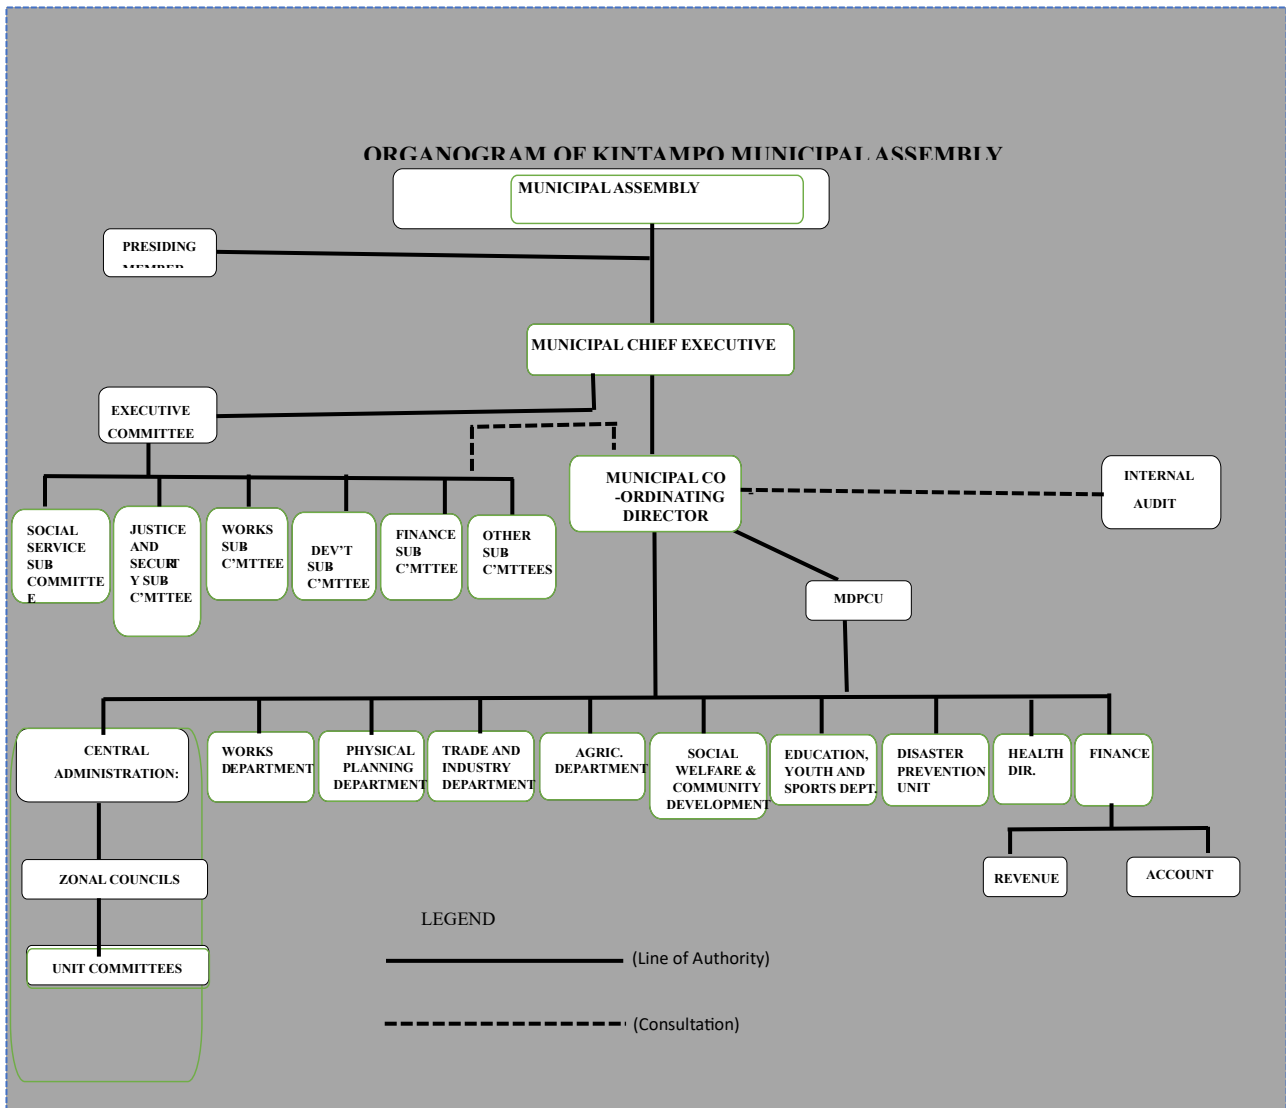 ORGANOGRAM OF KINTAMPO MUNICIPAL ASSEMBLY
MUNICIPAL ASSEMBLY
PRESIDING
MEMBER
MUNICIPAL CHIEF EXECUTIVE
EXECUTIVE
COMMITTEE
MUNICIPAL CO
-ORDINATING
DIRECTOR
INTERNAL
AUDIT
SOCIAL
SERVICE
SUB
COMMITTE
E
JUSTICE
AND
SECURIT
Y SUB
C’MTTEE
WORKS
SUB
C’MTTEE
DEV’T
SUB
C’MTTEE
FINANCE
SUB
C’MTTEE
OTHER
SUB
C’MTTEES
MDPCU
CENTRAL
ADMINISTRATION:
WORKS
DEPARTMENT
PHYSICAL
PLANNING
DEPARTMENT
TRADE AND
INDUSTRY
DEPARTMENT
AGRIC.
DEPARTMENT
SOCIAL
WELFARE &
COMMUNITY
DEVELOPMENT
EDUCATION,
YOUTH AND
SPORTS DEPT.
DISASTER
PREVENTION
UNIT
HEALTH
DIR.
FINANCE
ZONAL COUNCILS
REVENUE
ACCOUNT
UNIT COMMITTEES
LEGEND
(Line of Authority)
(Consultation)